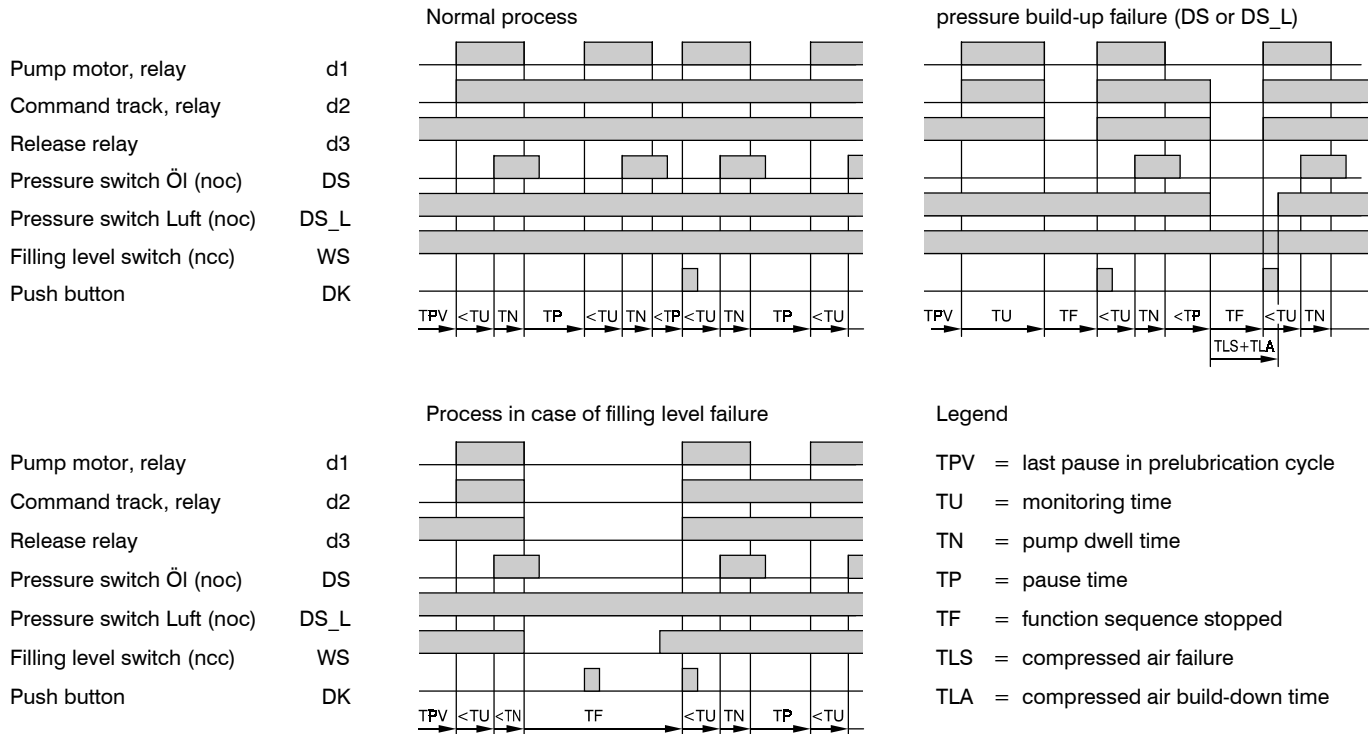 Normal process
pressure build-up failure (DS or DS_L)
Pump motor, relay d1
Command track, relay d2
Release relay d3
Pressure switch Öl (noc) DS
Pressure switch Luft (noc) DS_L
Filling level switch (ncc) WS
Push button DK
TPV <TU TN TP <TU TN <TP <TU TN TP <TU
TPV TU TF <TU TN <TP TF <TU TN
TLS+TLA
Process in case of filling level failure
Pump motor, relay d1
Command track, relay d2
Release relay d3
Pressure switch Öl (noc) DS
Pressure switch Luft (noc) DS_L
Filling level switch (ncc) WS
Push button DK
TPV <TU <TN TF <TU TN TP <TU
Legend
TPV = last pause in prelubrication cycle
TU = monitoring time
TN = pump dwell time
TP = pause time
TF = function sequence stopped
TLS = compressed air failure
TLA = compressed air build-down time